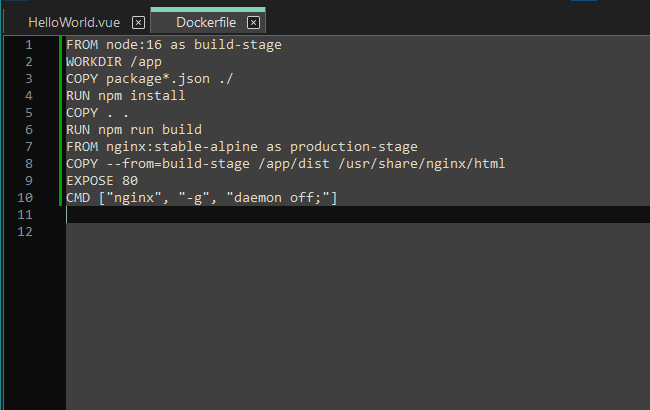 HelloWorld.vue Dockerfile
1 FROM node:16 as build-stage
2 WORKDIR /app
3 COPY package*.json ./
4 RUN npm install
5 COPY . .
6 RUN npm run build
7 FROM nginx:stable-alpine as production-stage
8 COPY --from=build-stage /app/dist /usr/share/nginx/html
9 EXPOSE 80
10 CMD ["nginx", "-g", "daemon off;"]
11
12